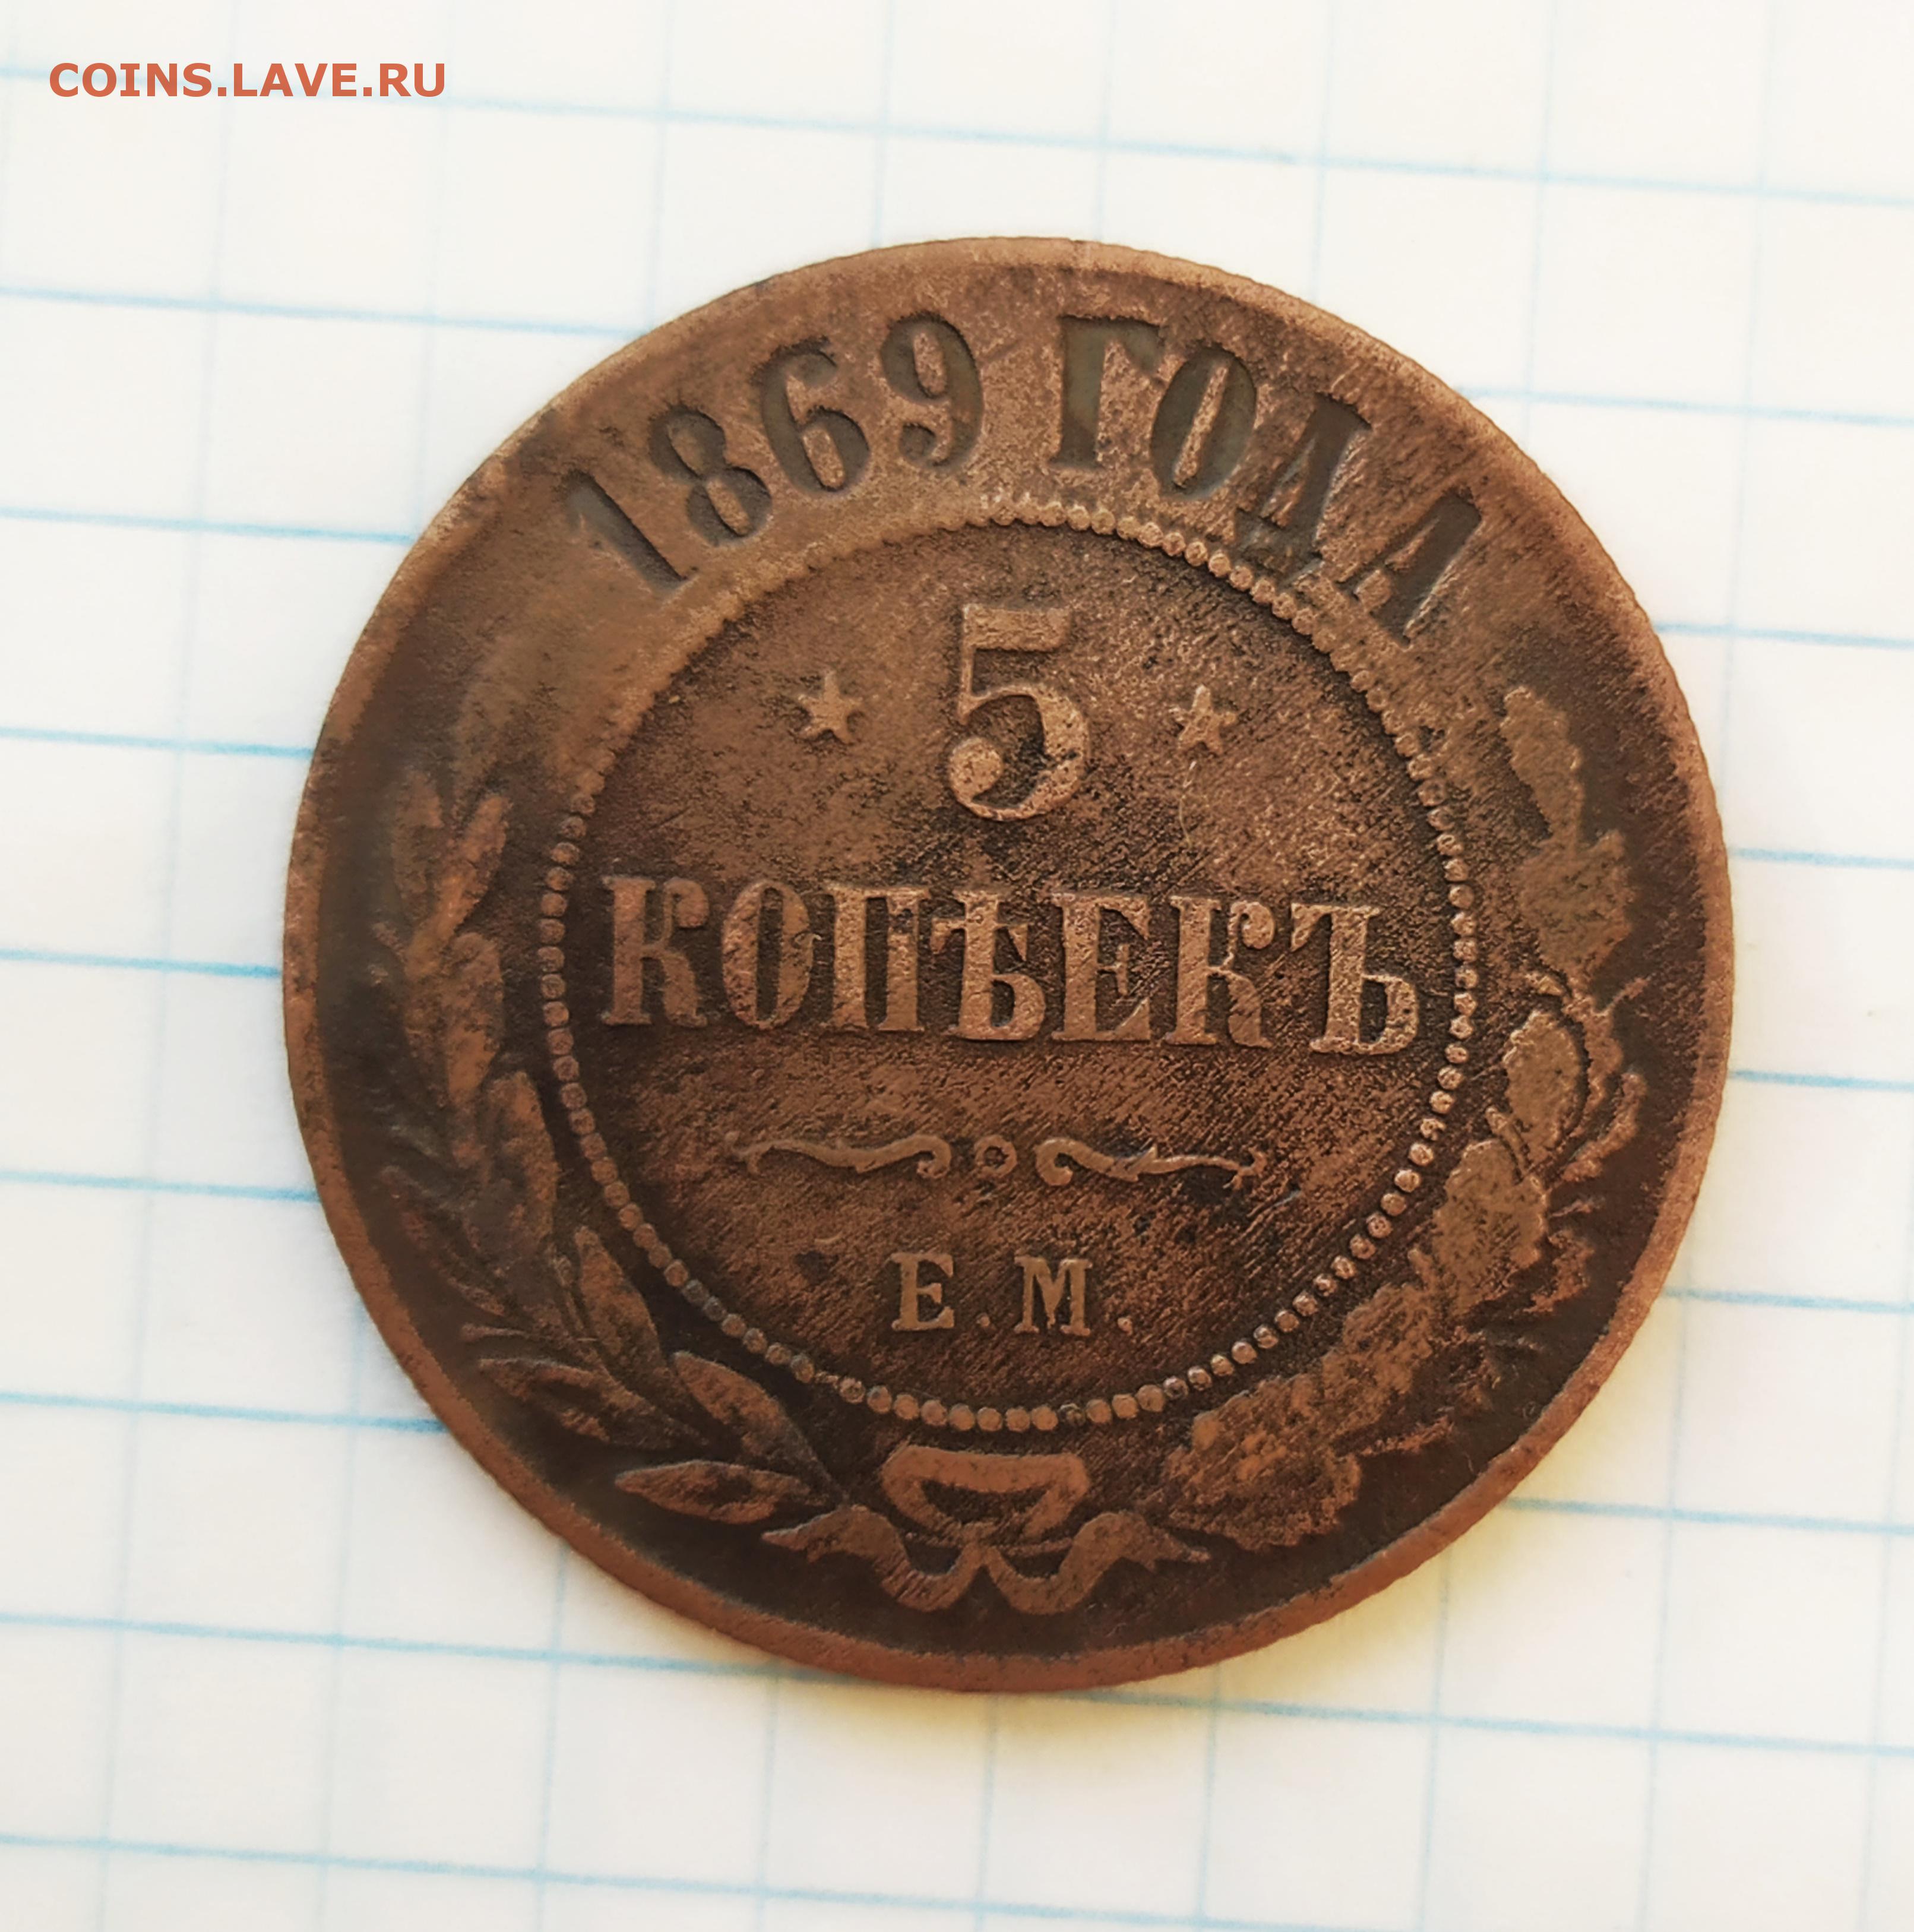 COINS.LAVE.RU
1869 ГОДА
5
КОПѢЕКЪ
Е.М.